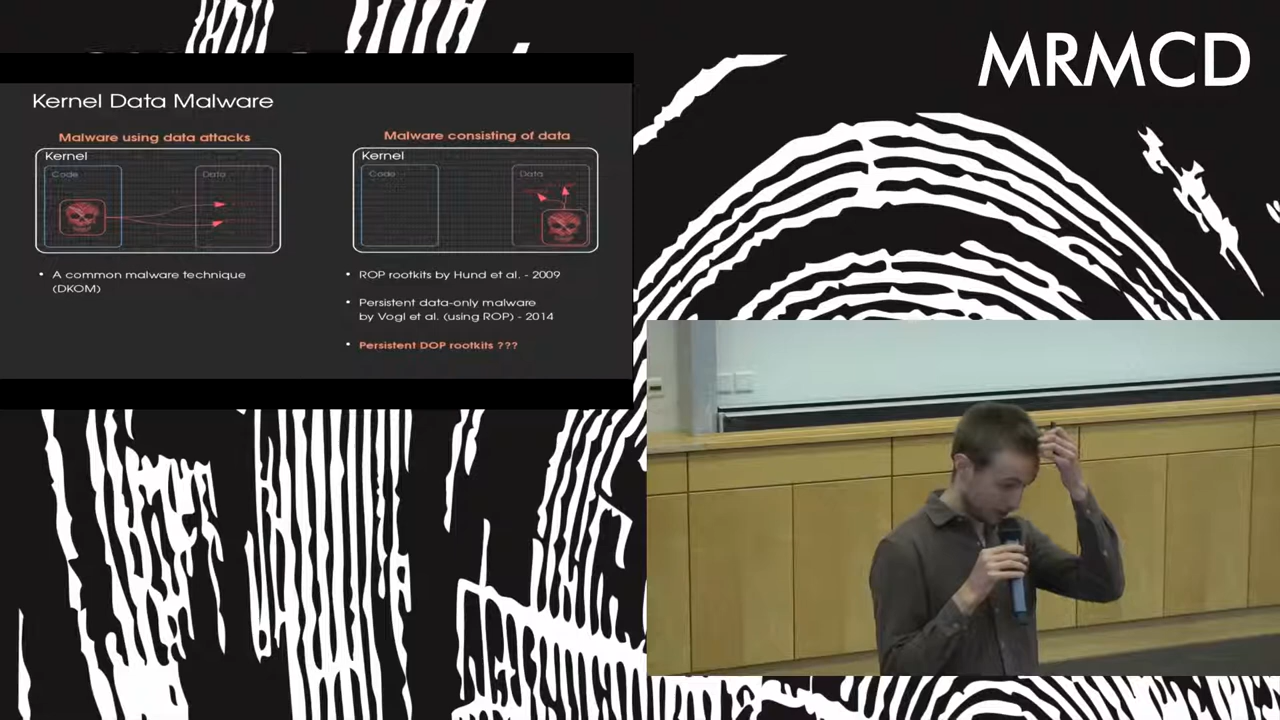 MRMCD
Kernel Data Malware
Malware using data attacks
Kernel
Code
Data
• A common malware technique
(DKOM)
Malware consisting of data
Kernel
Code
Data
• ROP rootkits by Hund et al. - 2009
• Persistent data-only malware
by Vogl et al. (using ROP) - 2014
• Persistent DOP rootkits ???